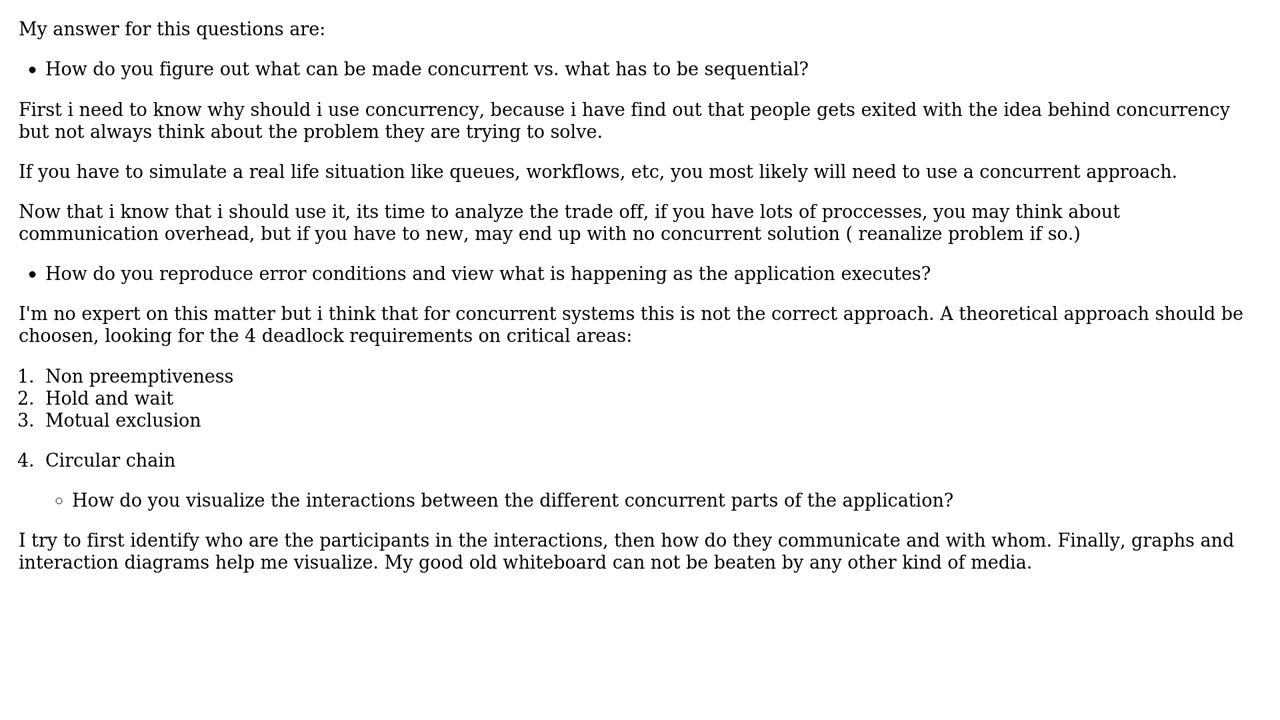 My answer for this questions are:
• How do you figure out what can be made concurrent vs. what has to be sequential?
First i need to know why should i use concurrency, because i have find out that people gets exited with the idea behind concurrency
but not always think about the problem they are trying to solve.
If you have to simulate a real life situation like queues, workflows, etc, you most likely will need to use a concurrent approach.
Now that i know that i should use it, its time to analyze the trade off, if you have lots of proccesses, you may think about
communication overhead, but if you have to new, may end up with no concurrent solution ( reanalize problem if so.)
• How do you reproduce error conditions and view what is happening as the application executes?
I'm no expert on this matter but i think that for concurrent systems this is not the correct approach. A theoretical approach should be
choosen, looking for the 4 deadlock requirements on critical areas:
1. Non preemptiveness
2. Hold and wait
3. Motual exclusion
4. Circular chain
◦ How do you visualize the interactions between the different concurrent parts of the application?
I try to first identify who are the participants in the interactions, then how do they communicate and with whom. Finally, graphs and
interaction diagrams help me visualize. My good old whiteboard can not be beaten by any other kind of media.